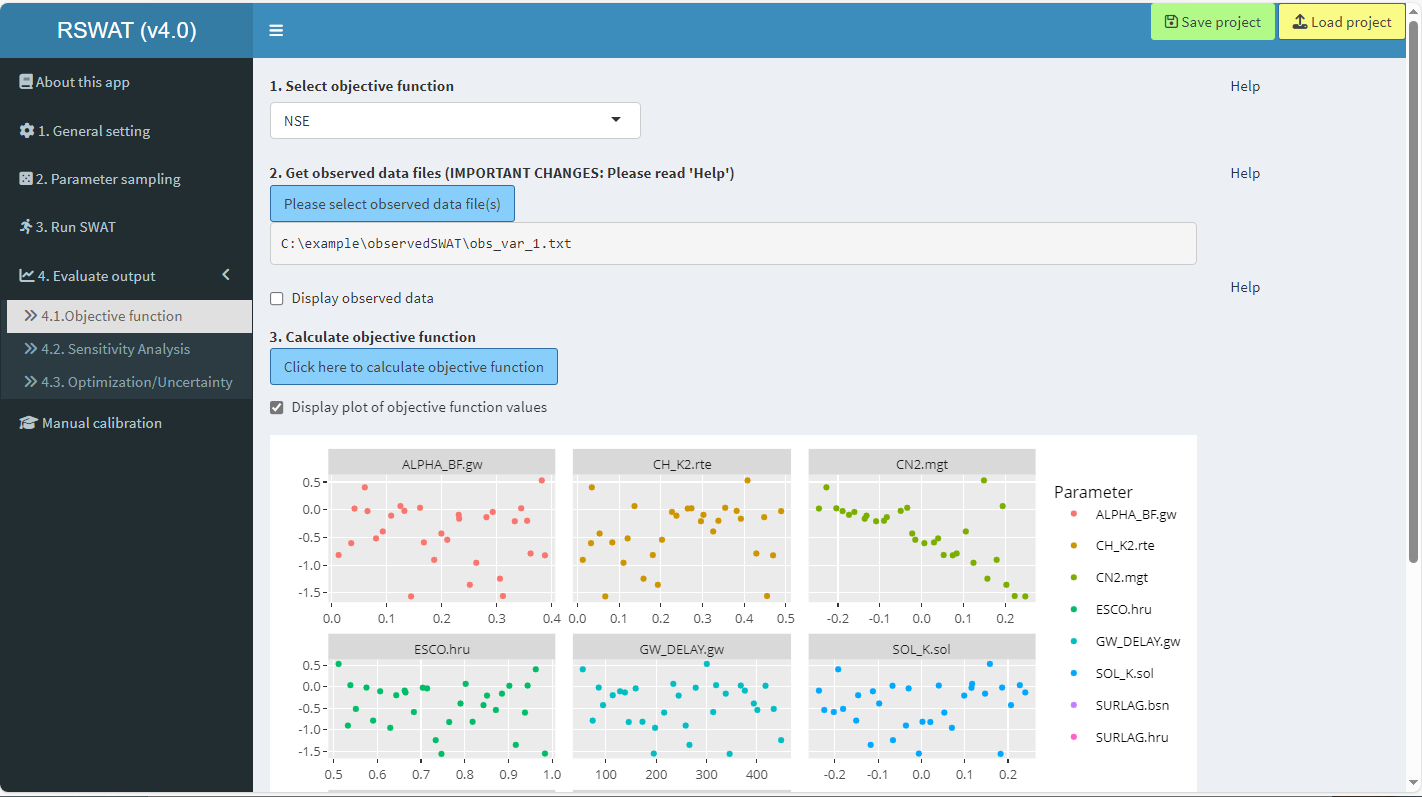 RSWAT (v4.0)
Save project
Load project
About this app
1. General setting
2. Parameter sampling
3. Run SWAT
4. Evaluate output
4.1.Objective function
4.2. Sensitivity Analysis
4.3. Optimization/Uncertainty
Manual calibration
1. Select objective function
Help
NSE
2. Get observed data files (IMPORTANT CHANGES: Please read 'Help')
Help
Please select observed data file(s)
C:\example\observedSWAT\obs_var_1.txt
Help
Display observed data
3. Calculate objective function
Click here to calculate objective function
Display plot of objective function values
ALPHA_BF.gw
CH_K2.rte
CN2.mgt
0.5
0.0
-0.5
-1.0
-1.5
0.0 0.1 0.2 0.3 0.4
0.0 0.1 0.2 0.3 0.4 0.5
-0.2 -0.1 0.0 0.1 0.2
ESCO.hru
GW_DELAY.gw
SOL_K.sol
0.5
0.0
-0.5
-1.0
-1.5
0.5 0.6 0.7 0.8 0.9 1.0
100 200 300 400
-0.2 -0.1 0.0 0.1 0.2
Parameter
ALPHA_BF.gw
CH_K2.rte
CN2.mgt
ESCO.hru
GW_DELAY.gw
SOL_K.sol
SURLAG.bsn
SURLAG.hru